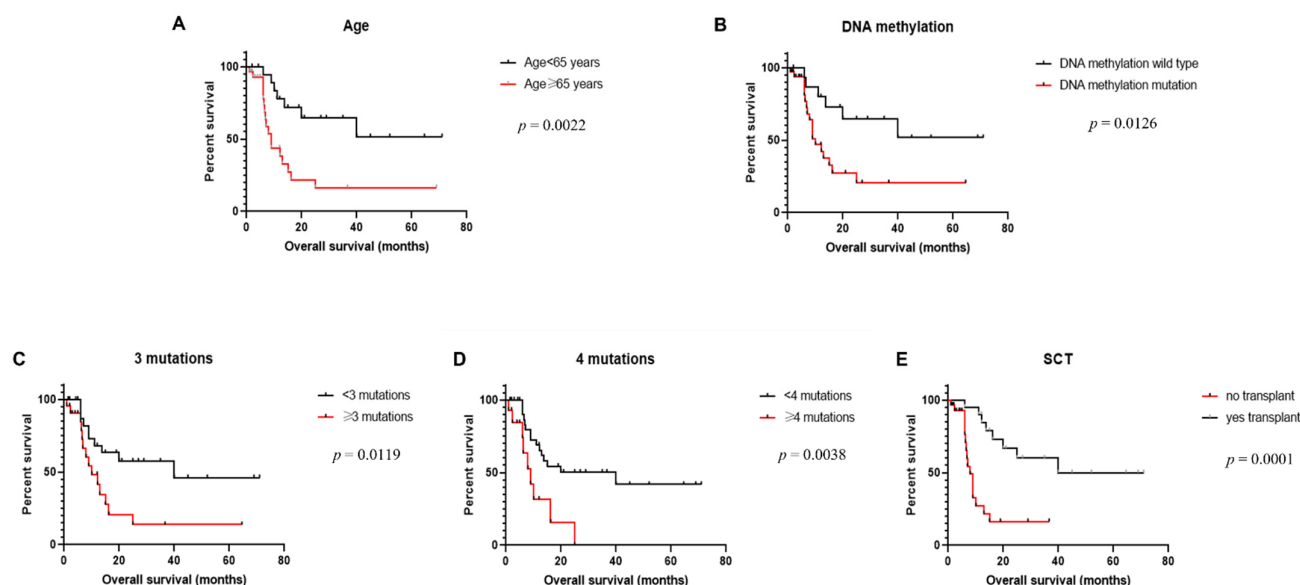 A
Age
Percent survival
100
50
0
0 20 40 60 80
Overall survival (months)
Age<65 years
Age⩾65 years
p = 0.0022
B
DNA methylation
Percent survival
100
50
0
0 20 40 60 80
Overall survival (months)
DNA methylation wild type
DNA methylation mutation
p = 0.0126
C
3 mutations
Percent survival
100
50
0
0 20 40 60 80
Overall survival (months)
<3 mutations
⩾3 mutations
p = 0.0119
D
4 mutations
Percent survival
100
50
0
0 20 40 60 80
Overall survival (months)
<4 mutations
⩾4 mutations
p = 0.0038
E
SCT
Percent survival
100
50
0
0 20 40 60 80
Overall survival (months)
no transplant
yes transplant
p = 0.0001